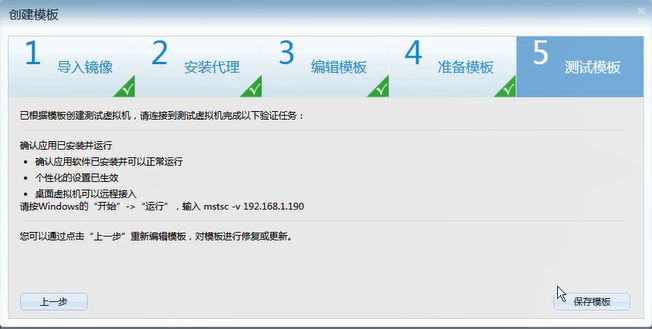 创建模板
1 导入镜像
2 安装代理
3 编辑模板
4 准备模板
5 测试模板
已根据模板创建测试虚拟机，请连接到测试虚拟机完成以下验证任务：
确认应用已安装并运行
• 确认应用软件已安装并可以正常运行
• 个性化的设置已生效
• 桌面虚拟机可以远程接入
请按Windows的“开始”->“运行”，输入 mstsc -v 192.168.1.190
您可以通过点击“上一步”重新编辑模板，对模板进行修复或更新。
上一步
保存模板